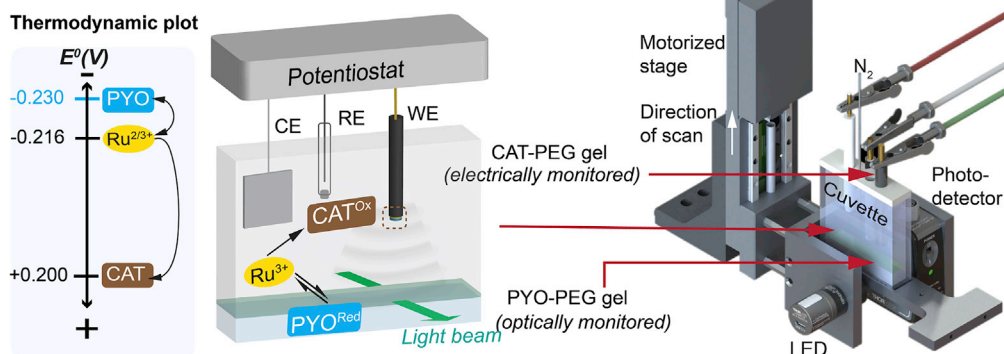 Thermodynamic plot
E⁰(V)
-
-0.230 PYO
-0.216 Ru²ᐟ³⁺
+0.200 CAT
+
Potentiostat
CE
RE
WE
CATᴼˣ
Ru³⁺
PYOᴿᵉᵈ
Light beam
Motorized
stage
Direction
of scan
CAT-PEG gel
(electrically monitored)
PYO-PEG gel
(optically monitored)
N₂
Cuvette
Photo-
detector
LED